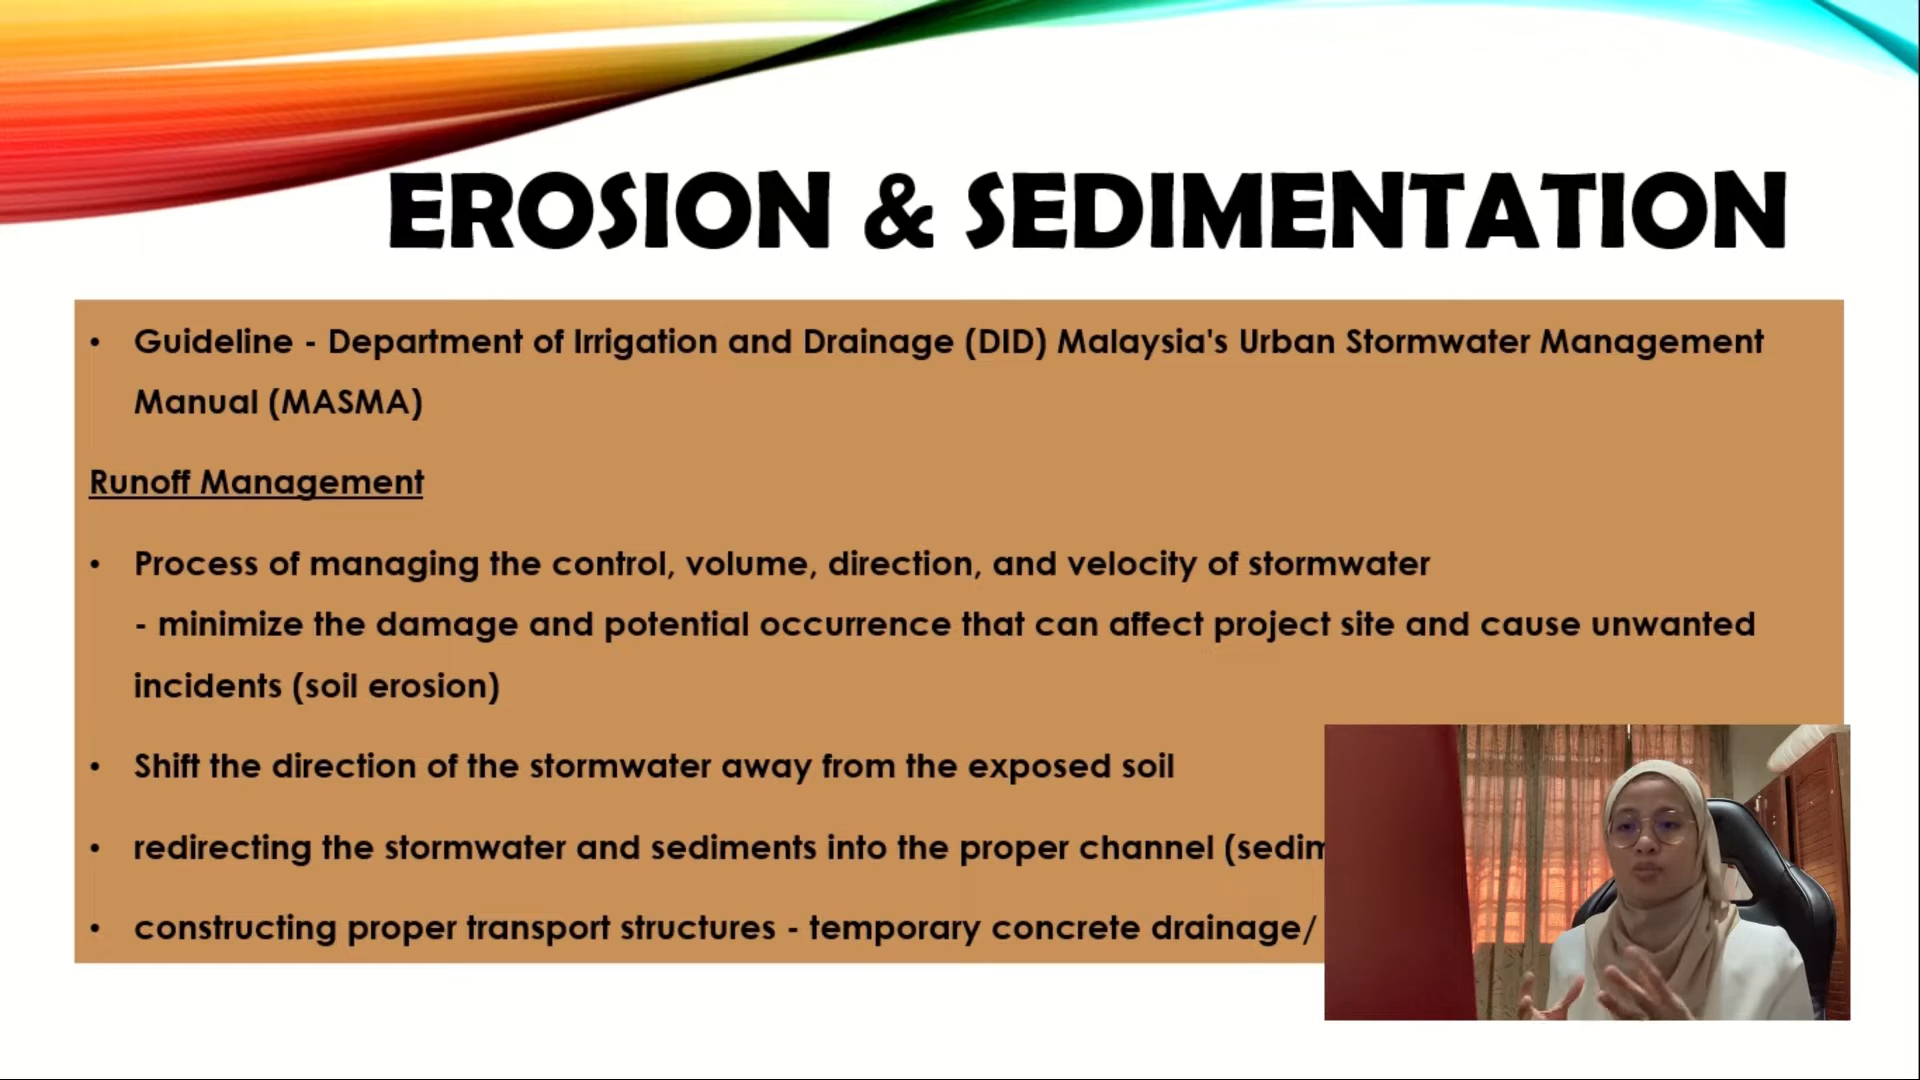 EROSION & SEDIMENTATION
• Guideline - Department of Irrigation and Drainage (DID) Malaysia's Urban Stormwater Management
Manual (MASMA)
Runoff Management
• Process of managing the control, volume, direction, and velocity of stormwater
- minimize the damage and potential occurrence that can affect project site and cause unwanted
incidents (soil erosion)
• Shift the direction of the stormwater away from the exposed soil
• redirecting the stormwater and sediments into the proper channel
• constructing proper transport structures - temporary concrete drainage/